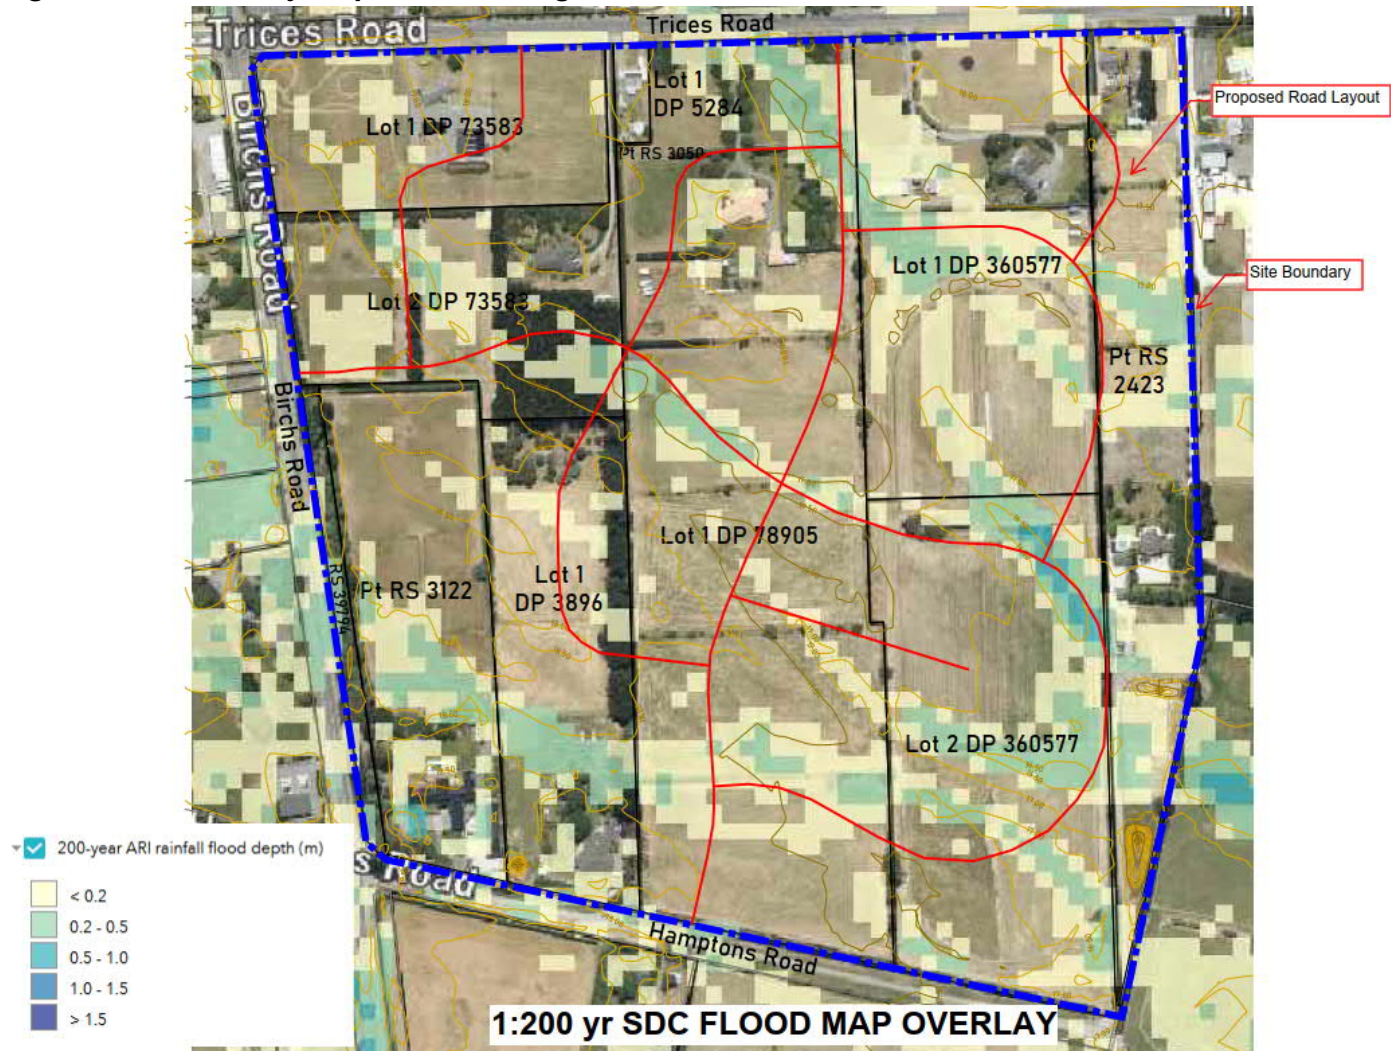 Trices Road
Trices Road
Proposed Road Layout
Lot 1
DP 5284
Lot 1 DP 73583
Pt RS 3050
Birchs Road
Lot 1 DP 360577
Site Boundary
Lot 2 DP 73583
Pt RS
2423
Birchs Road
Lot 1 DP 78905
Lot 1
DP 3896
Pt RS 3122
RS 39794
Lot 2 DP 360577
200-year ARI rainfall flood depth (m)
< 0.2
0.2 - 0.5
0.5 - 1.0
1.0 - 1.5
> 1.5
s Road
Hamptons Road
1:200 yr SDC FLOOD MAP OVERLAY